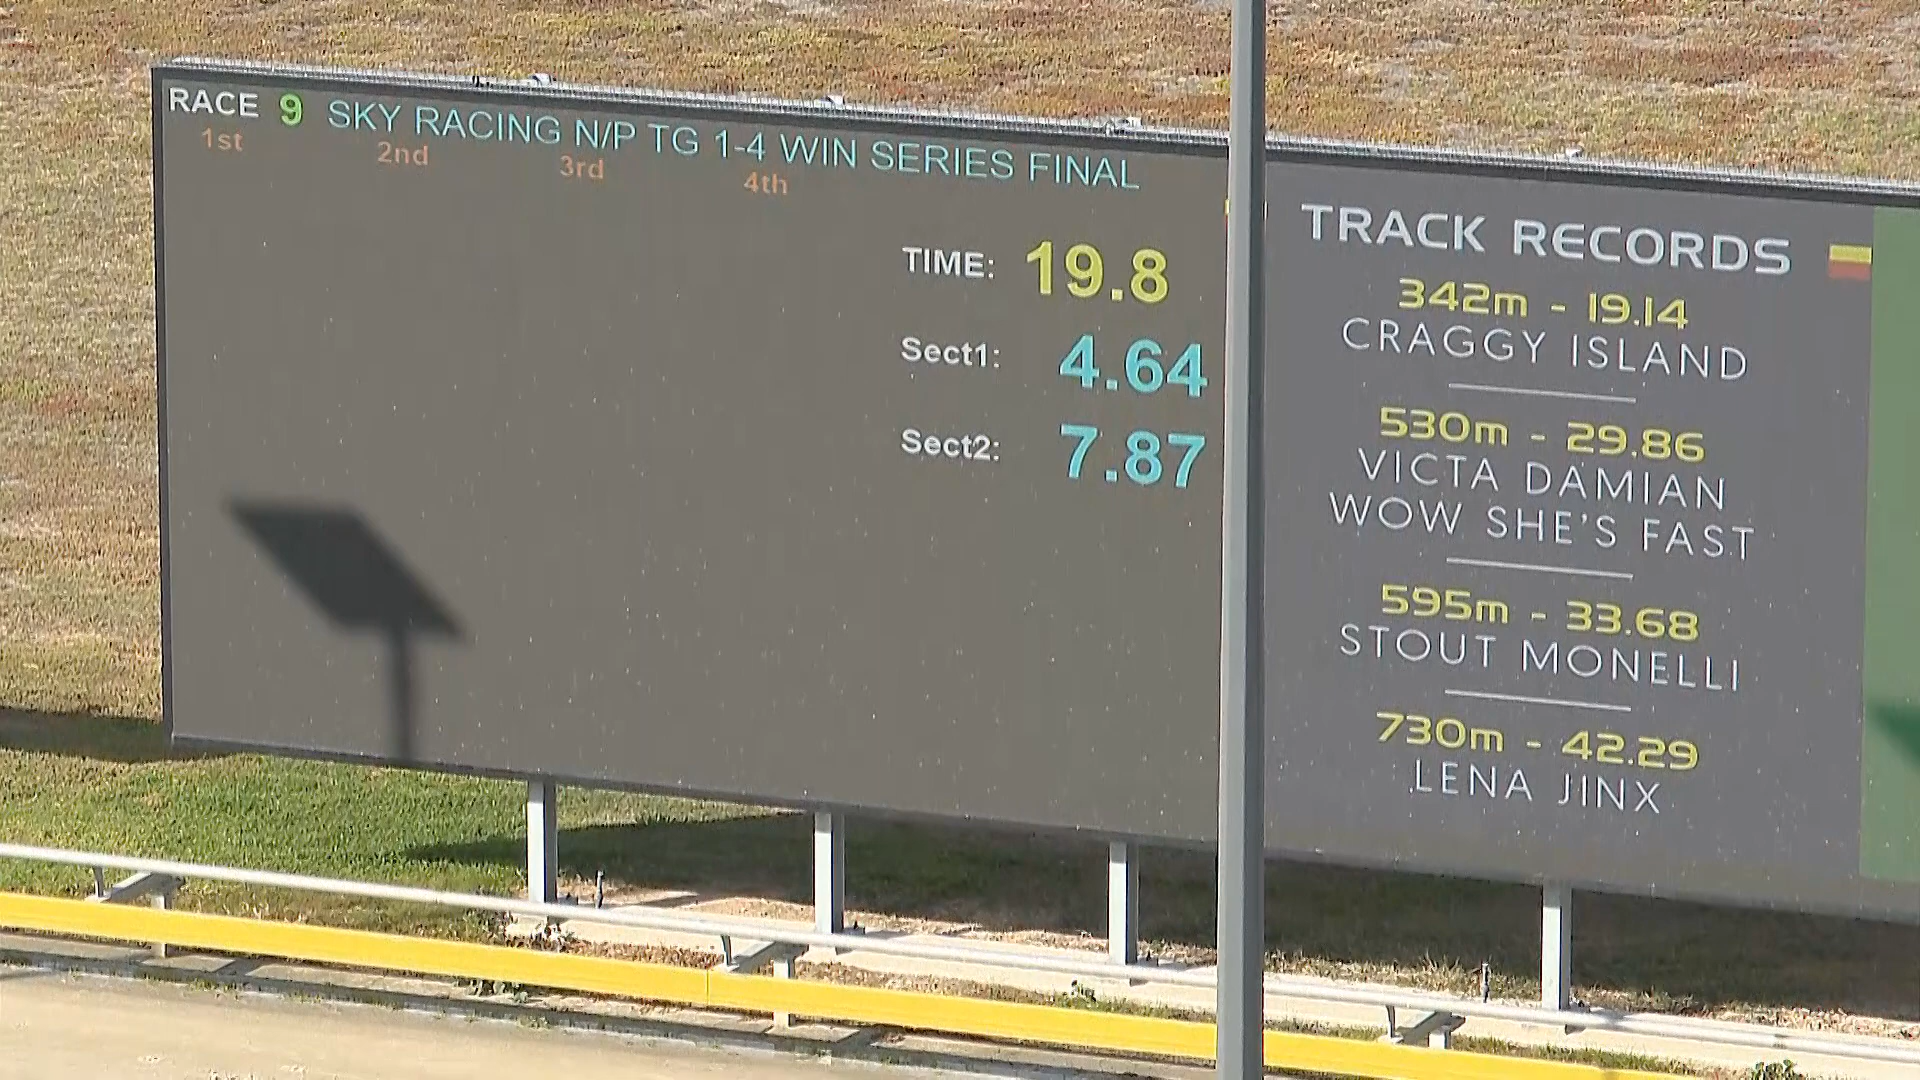 RACE 9 SKY RACING N/P TG 1-4 WIN SERIES FINAL
1st 2nd 3rd 4th
TIME: 19.8
Sect1: 4.64
Sect2: 7.87
TRACK RECORDS
342m - 19.14
CRAGGY ISLAND
530m - 29.86
VICTA DAMIAN
WOW SHE'S FAST
595m - 33.68
STOUT MONELLI
730m - 42.29
LENA JINX